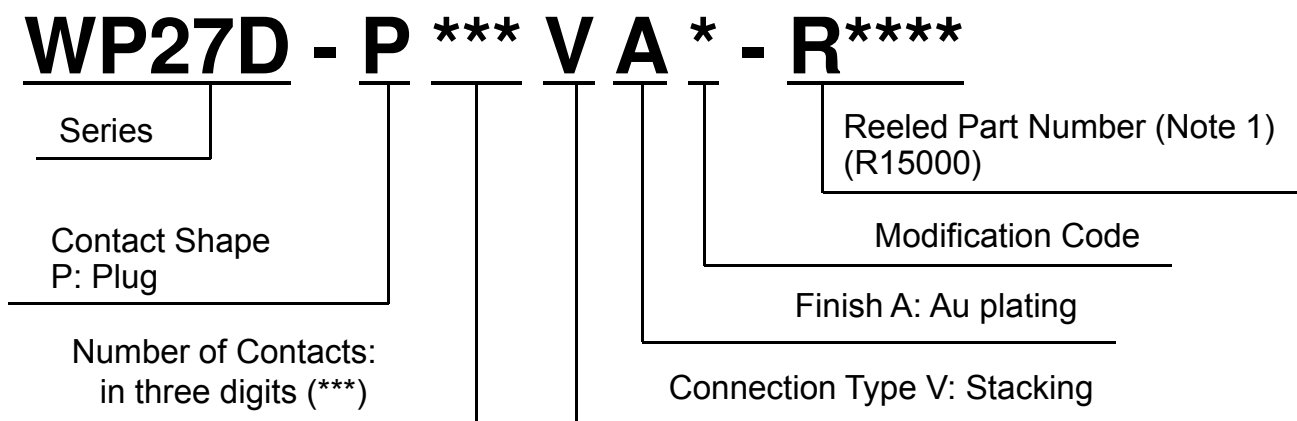 WP27D - P *** V A * - R****
Series
Reeled Part Number (Note 1)
(R15000)
Contact Shape
P: Plug
Modification Code
Finish A: Au plating
Number of Contacts:
in three digits (***)
Connection Type V: Stacking